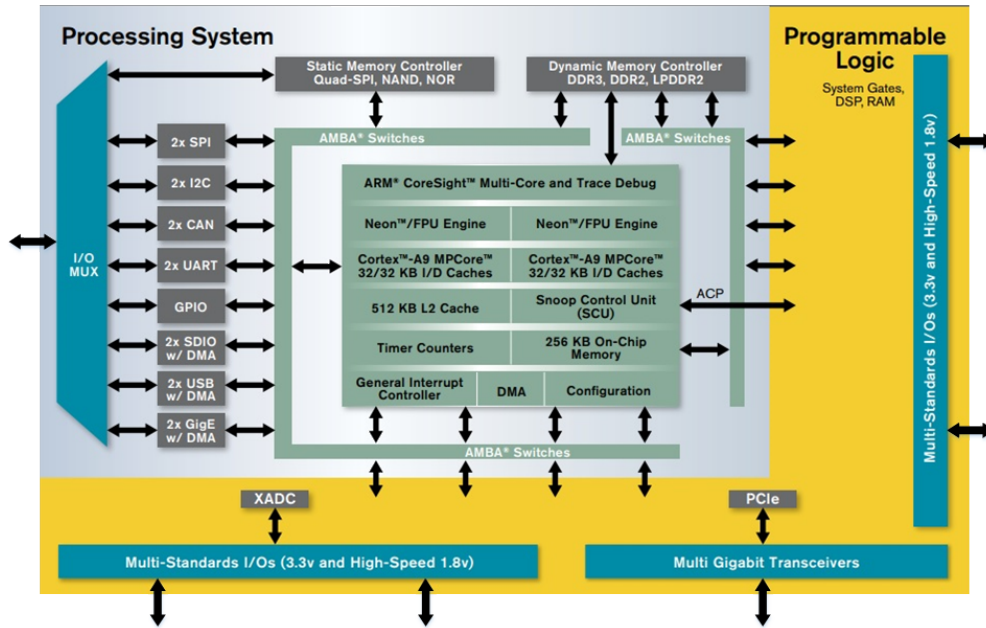 Processing System
Programmable
Logic
System Gates,
DSP, RAM
Static Memory Controller
Quad-SPI, NAND, NOR
Dynamic Memory Controller
DDR3, DDR2, LPDDR2
I/O
MUX
2x SPI
2x I2C
2x CAN
2x UART
GPIO
2x SDIO
w/ DMA
2x USB
w/ DMA
2x GigE
w/ DMA
AMBA® Switches
AMBA® Switches
ARM® CoreSight™ Multi-Core and Trace Debug
Neon™/FPU Engine
Neon™/FPU Engine
Cortex™-A9 MPCore™
32/32 KB I/D Caches
Cortex™-A9 MPCore™
32/32 KB I/D Caches
512 KB L2 Cache
Snoop Control Unit
(SCU)
Timer Counters
256 KB On-Chip
Memory
General Interrupt
Controller
DMA
Configuration
ACP
AMBA® Switches
Multi-Standards I/Os (3.3v and High-Speed 1.8v)
XADC
PCIe
Multi-Standards I/Os (3.3v and High-Speed 1.8v)
Multi Gigabit Transceivers